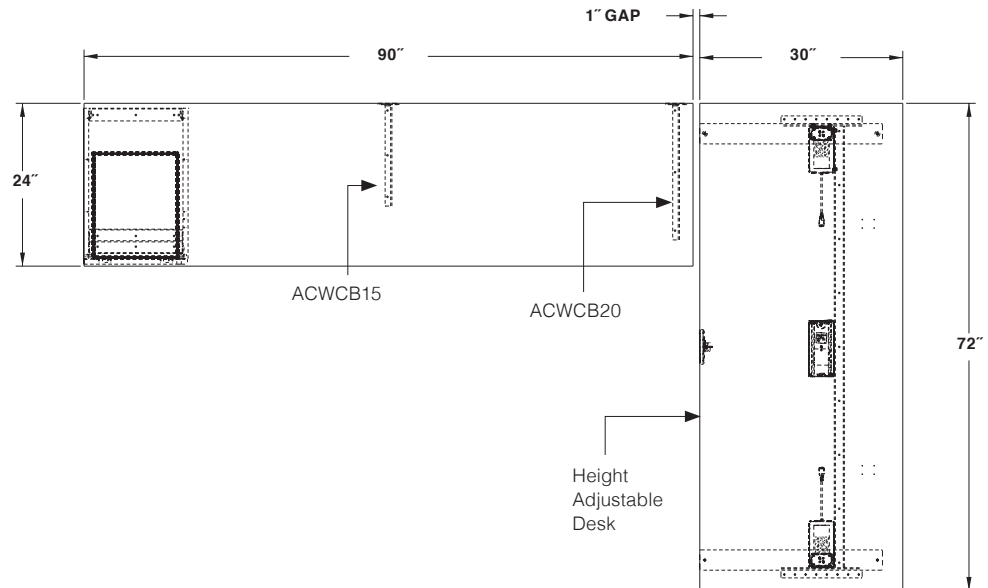 1″ GAP
90″
30″
24″
ACWCB15
ACWCB20
72″
Height
Adjustable
Desk